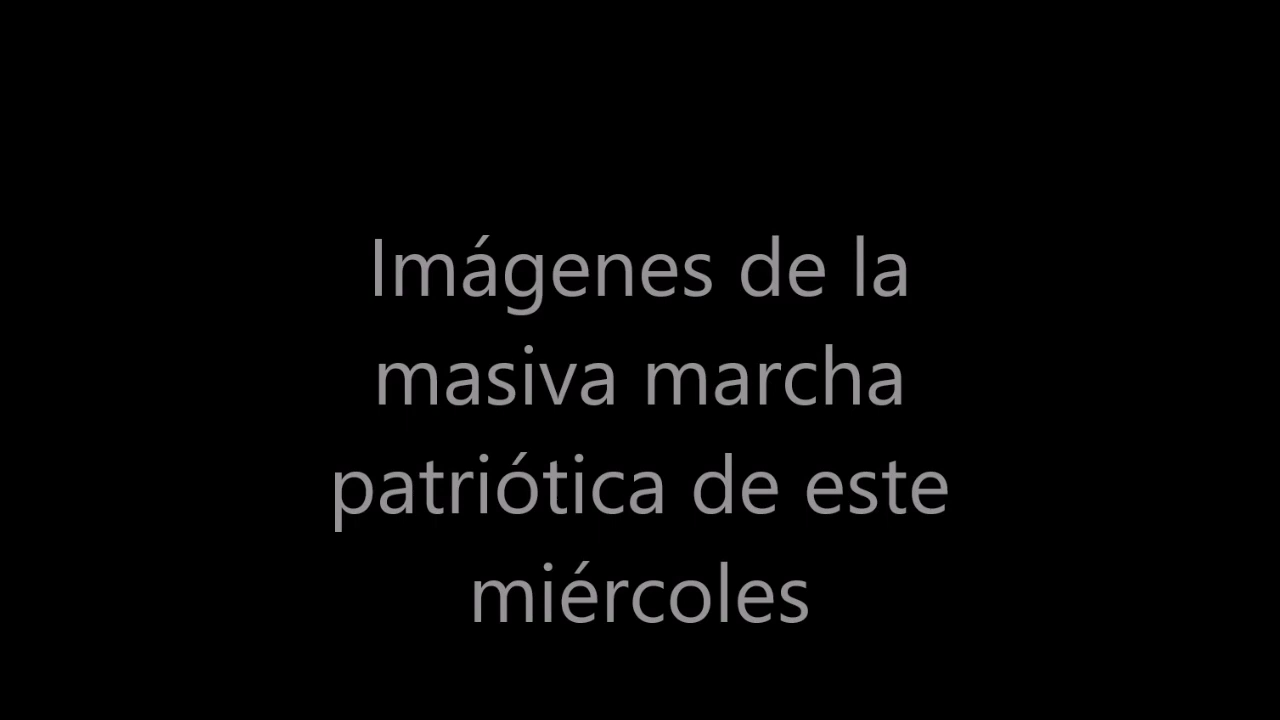 Imágenes de la
masiva marcha
patriótica de este
miércoles